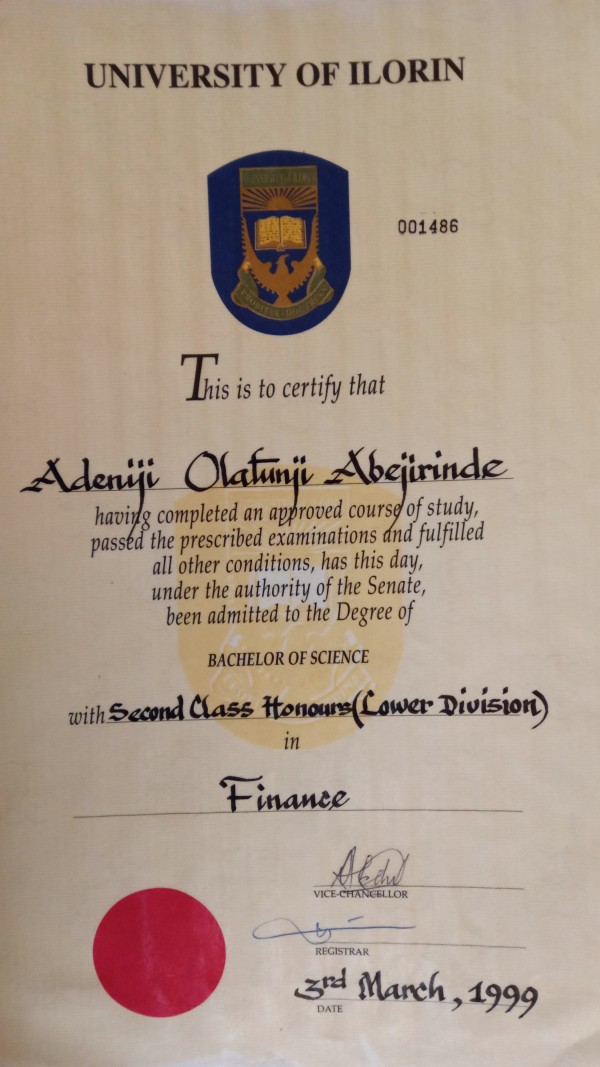 UNIVERSITY OF ILORIN
001486
This is to certify that
Adeniji Olatunji Abejirinde
having completed an approved course of study,
passed the prescribed examinations and fulfilled
all other conditions, has this day,
under the authority of the Senate,
been admitted to the Degree of
BACHELOR OF SCIENCE
with Second Class Honours (Lower Division)
in
Finance
VICE-CHANCELLOR
REGISTRAR
3rd March, 1999
DATE